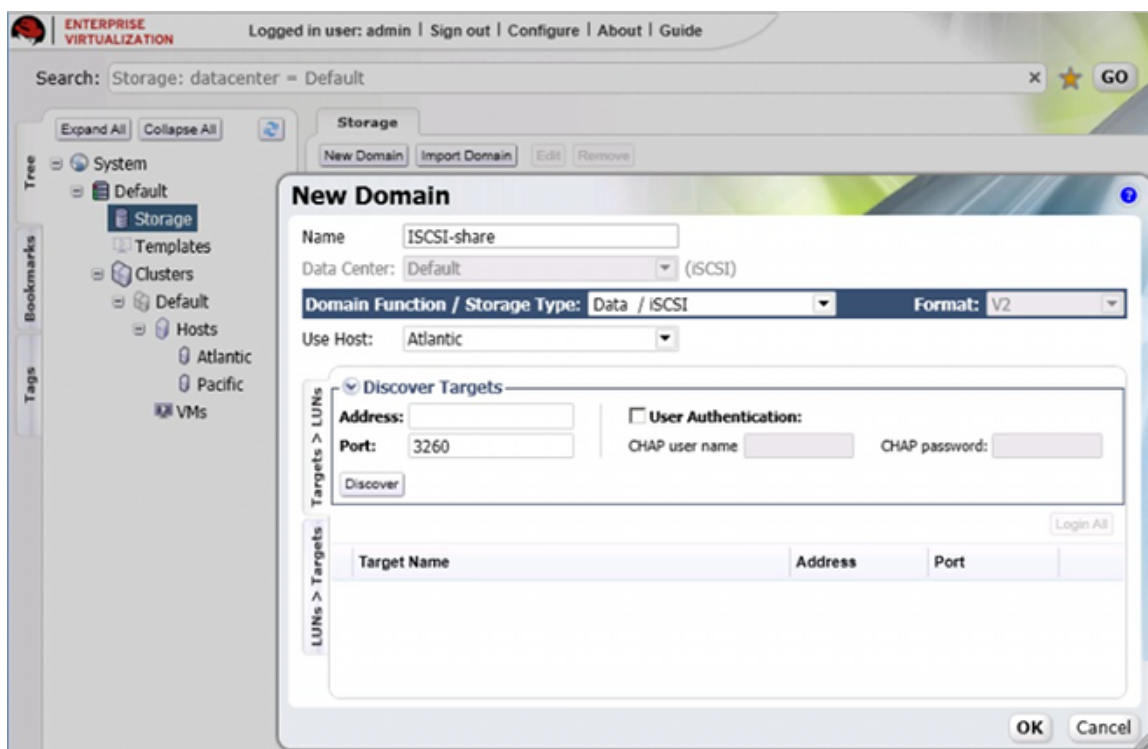 ENTERPRISE
VIRTUALIZATION
Logged in user: admin | Sign out | Configure | About | Guide
Search: Storage: datacenter = Default
GO
Tree
Bookmarks
Tags
Expand All Collapse All
System
Default
Storage
Templates
Clusters
Default
Hosts
Atlantic
Pacific
VMs
Storage
New Domain Import Domain Edit Remove
New Domain
Name ISCSI-share
Data Center: Default (iSCSI)
Domain Function / Storage Type: Data / iSCSI Format: V2
Use Host: Atlantic
Targets > LUNs
LUNs > Targets
Discover Targets
Address: User Authentication:
Port: 3260 CHAP user name CHAP password:
Discover
Login All
Target Name Address Port
OK Cancel